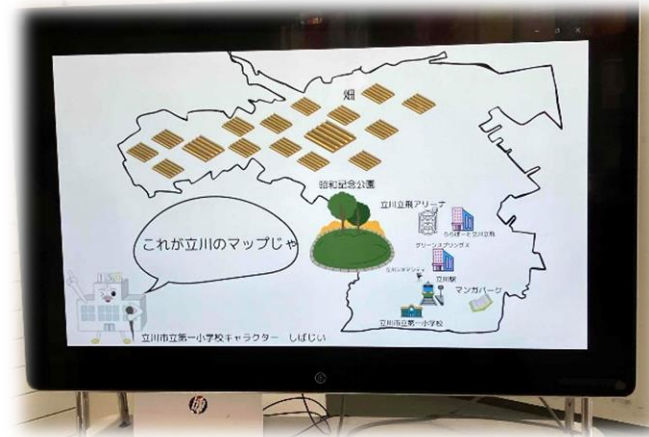 畑
昭和記念公園
立川立飛アリーナ
ららぽーと立川立飛
グリーンスプリングス
立川駅
マンガパーク
立川市立第一小学校
これが立川のマップじゃ
立川市立第一小学校キャラクター しばじい
hp